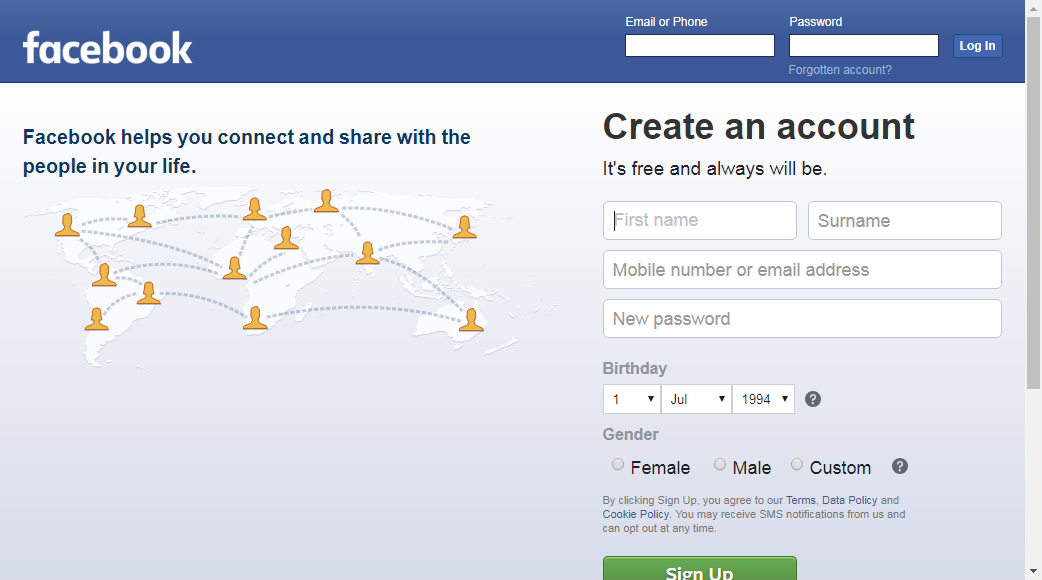 facebook
Email or Phone
Password
Log In
Forgotten account?
Facebook helps you connect and share with the
people in your life.
Create an account
It's free and always will be.
First name
Surname
Mobile number or email address
New password
Birthday
1
Jul
1994
?
Gender
Female
Male
Custom
?
By clicking Sign Up, you agree to our Terms, Data Policy and
Cookie Policy. You may receive SMS notifications from us and
can opt out at any time.
Sign Up